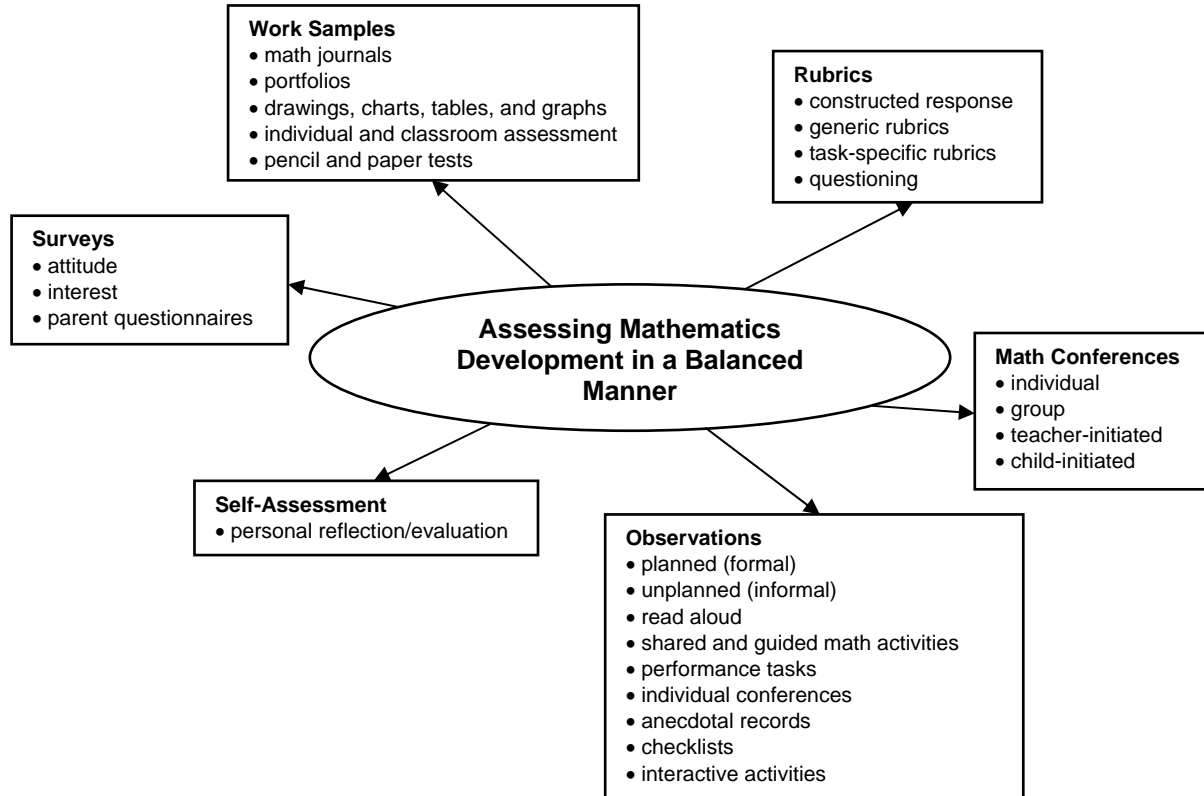 Work Samples
• math journals
• portfolios
• drawings, charts, tables, and graphs
• individual and classroom assessment
• pencil and paper tests
Rubrics
• constructed response
• generic rubrics
• task-specific rubrics
• questioning
Surveys
• attitude
• interest
• parent questionnaires
Assessing Mathematics
Development in a Balanced
Manner
Math Conferences
• individual
• group
• teacher-initiated
• child-initiated
Self-Assessment
• personal reflection/evaluation
Observations
• planned (formal)
• unplanned (informal)
• read aloud
• shared and guided math activities
• performance tasks
• individual conferences
• anecdotal records
• checklists
• interactive activities